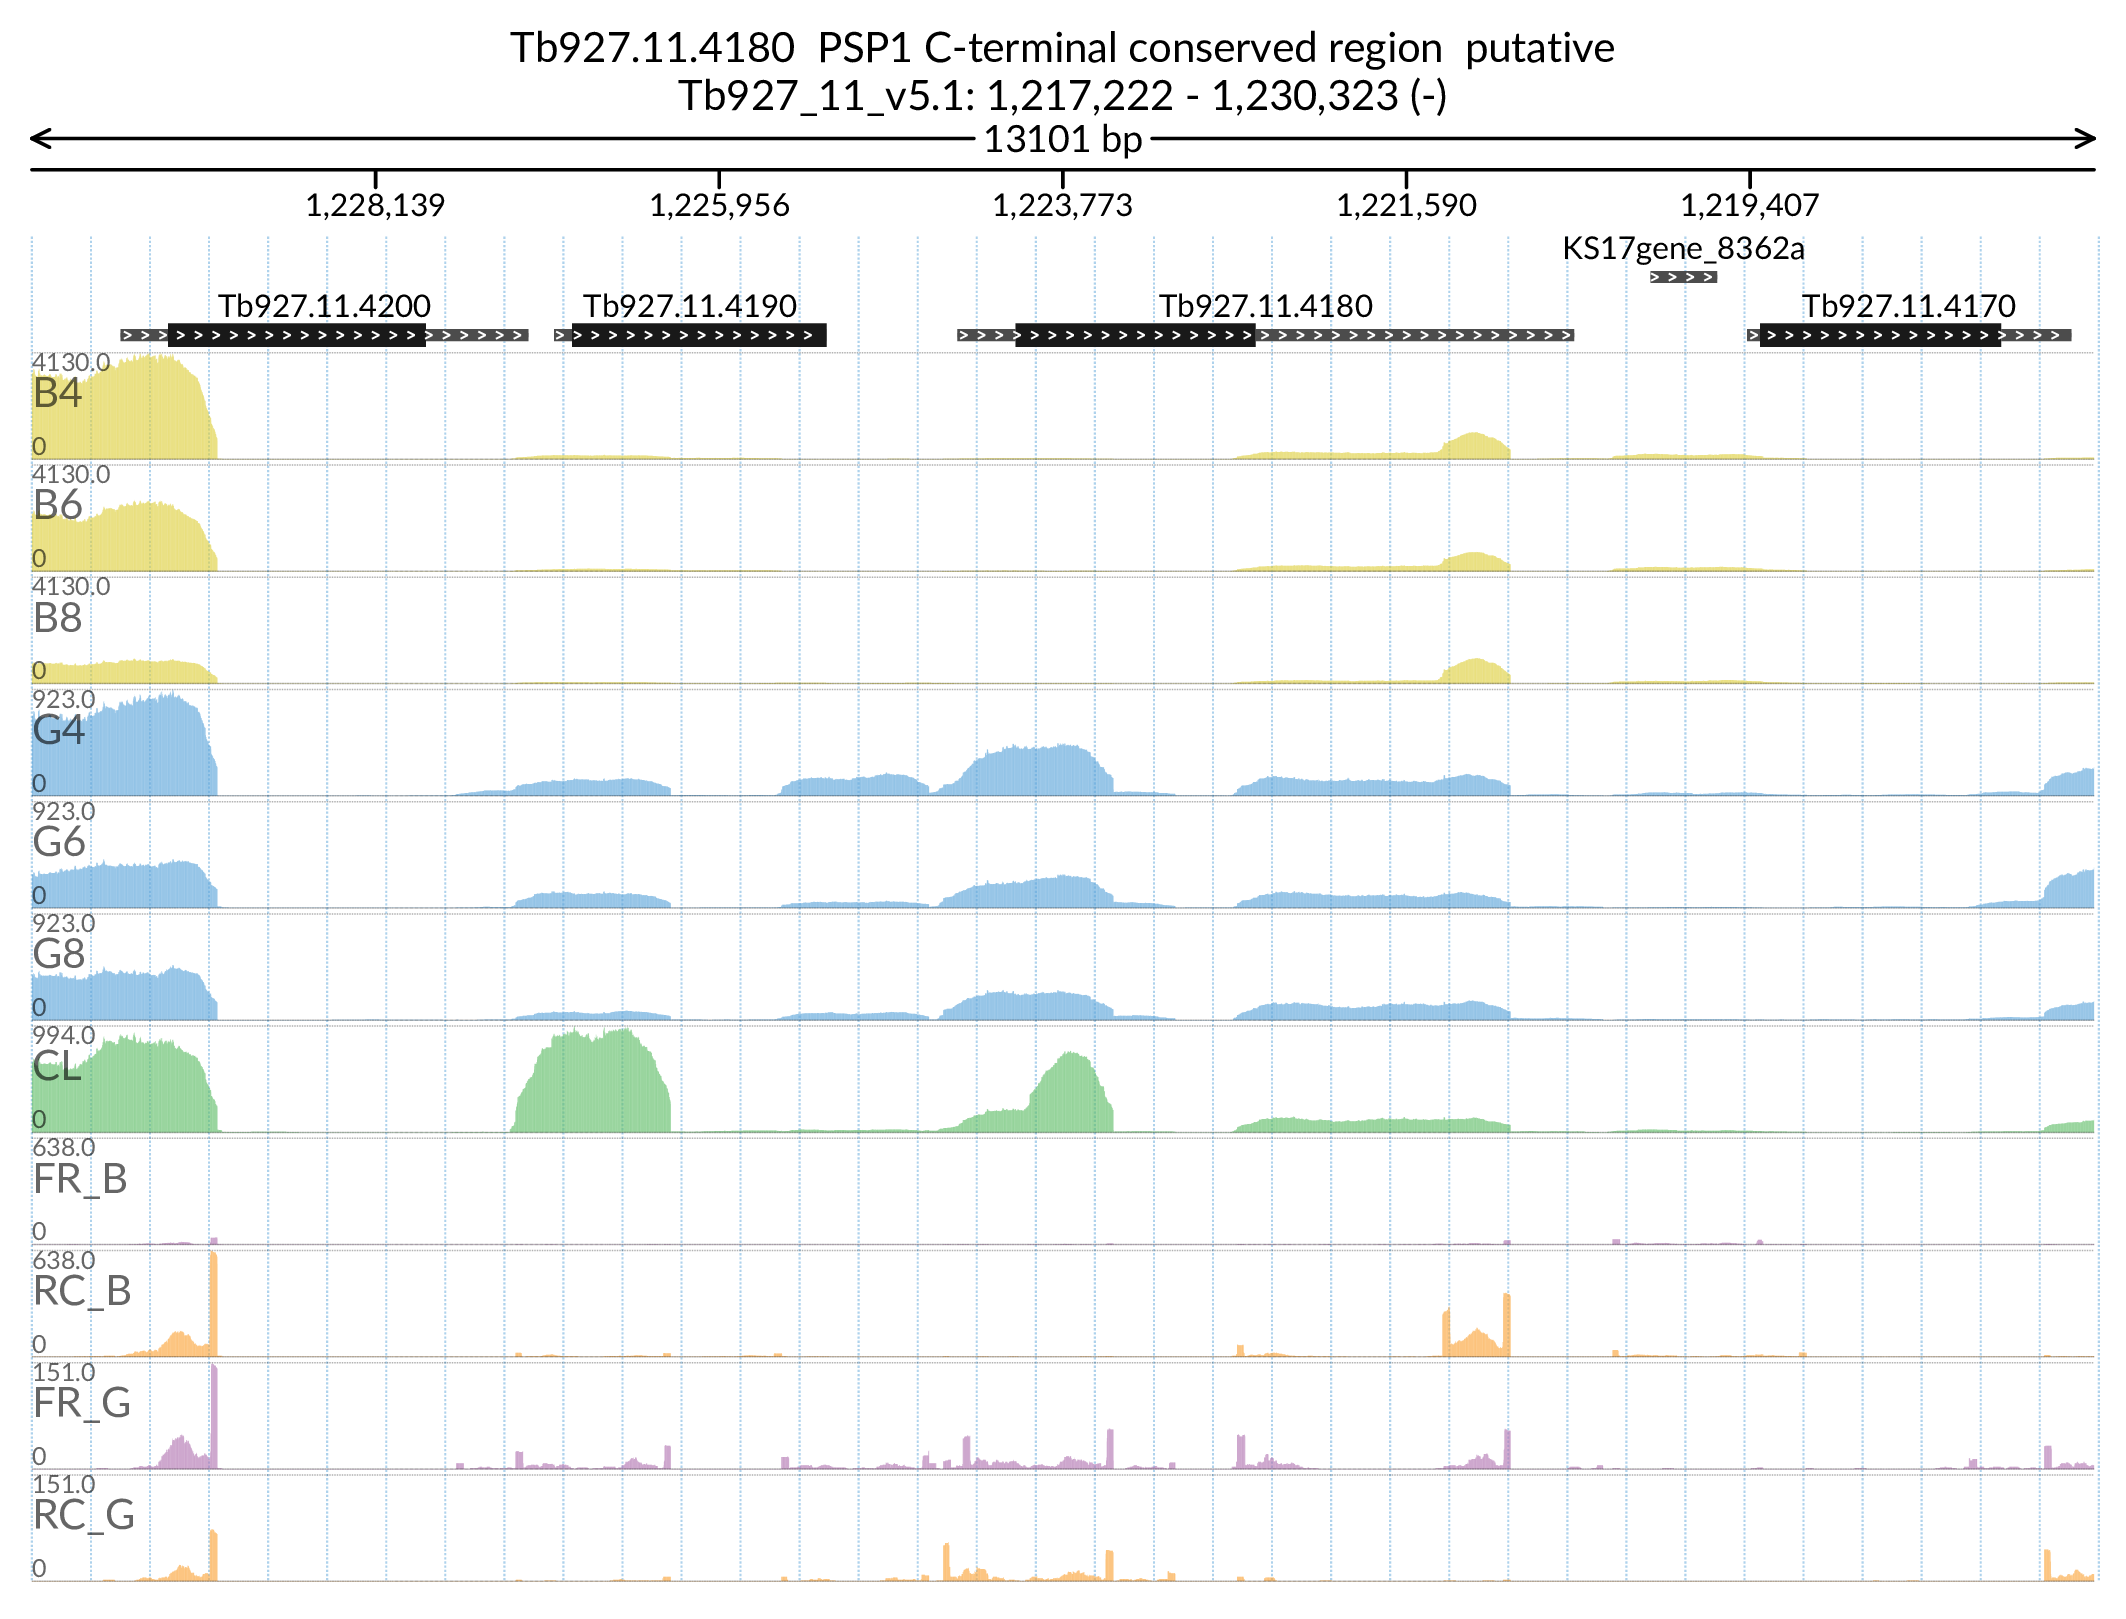 Tb927.11.4180  PSP1 C-terminal conserved region  putative
Tb927_11_v5.1: 1,217,222 - 1,230,323 (-)
13101 bp
1,228,139 1,225,956 1,223,773 1,221,590 1,219,407
KS17gene_8362a
Tb927.11.4200 Tb927.11.4190 Tb927.11.4180 Tb927.11.4170
4130.0
B4
0
4130.0
B6
0
4130.0
B8
0
923.0
G4
0
923.0
G6
0
923.0
G8
0
994.0
CL
0
638.0
FR_B
0
638.0
RC_B
0
151.0
FR_G
0
151.0
RC_G
0